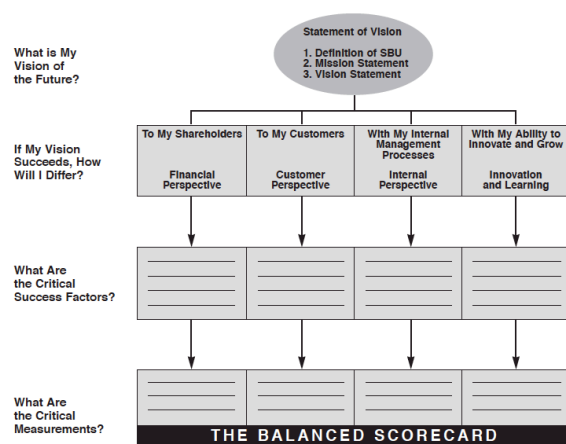 What is My
Vision of
the Future?
Statement of Vision
1. Definition of SBU
2. Mission Statement
3. Vision Statement
If My Vision
Succeeds, How
Will I Differ?
To My Shareholders
Financial
Perspective
To My Customers
Customer
Perspective
With My Internal
Management
Processes
Internal
Perspective
With My Ability to
Innovate and Grow
Innovation
and Learning
What Are
the Critical
Success Factors?
What Are
the Critical
Measurements?
THE BALANCED SCORECARD